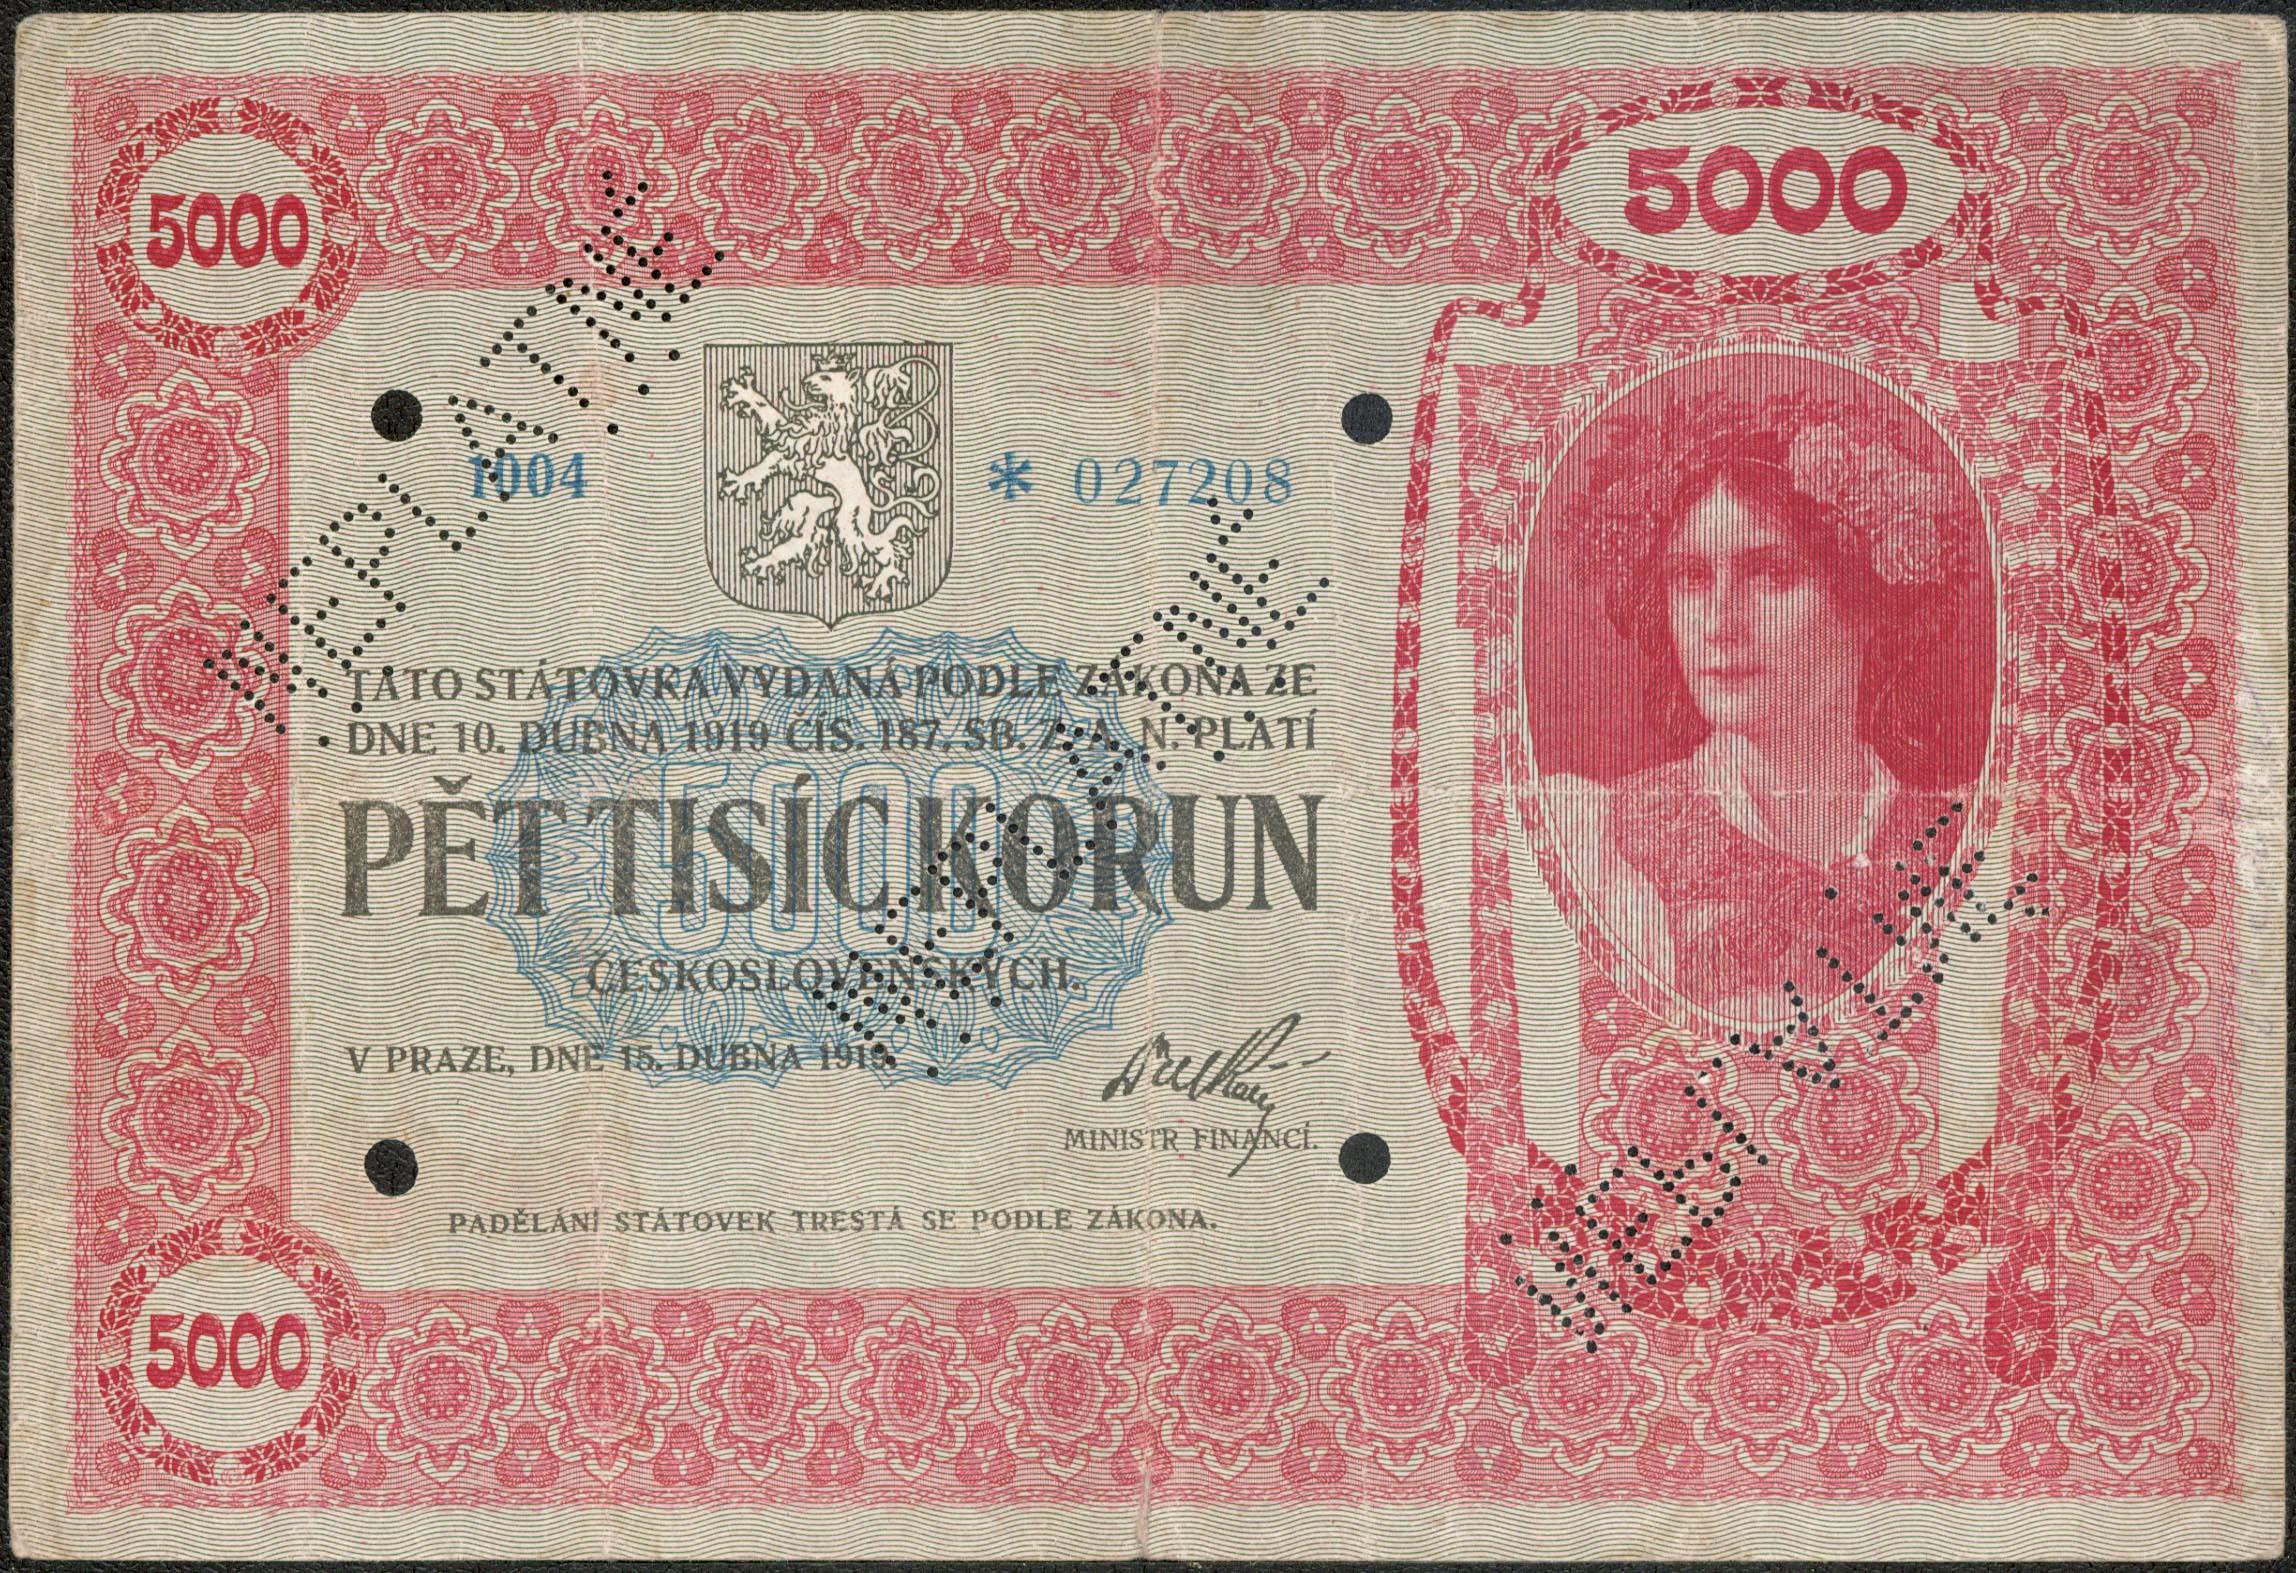 5000
5000
1004
* 027208
TATO STÁTOVKA VYDANÁ PODLE ZÁKONA ZE
DNE 10. DUBNA 1919 ČÍS. 187. SB. Z. A. N. PLATÍ
5000
PĚT TISÍC KORUN
ČESKOSLOVENSKÝCH.
V PRAZE, DNE 15. DUBNA 1919.
MINISTR FINANCÍ.
PADĚLÁNÍ STÁTOVEK TRESTÁ SE PODLE ZÁKONA.
5000